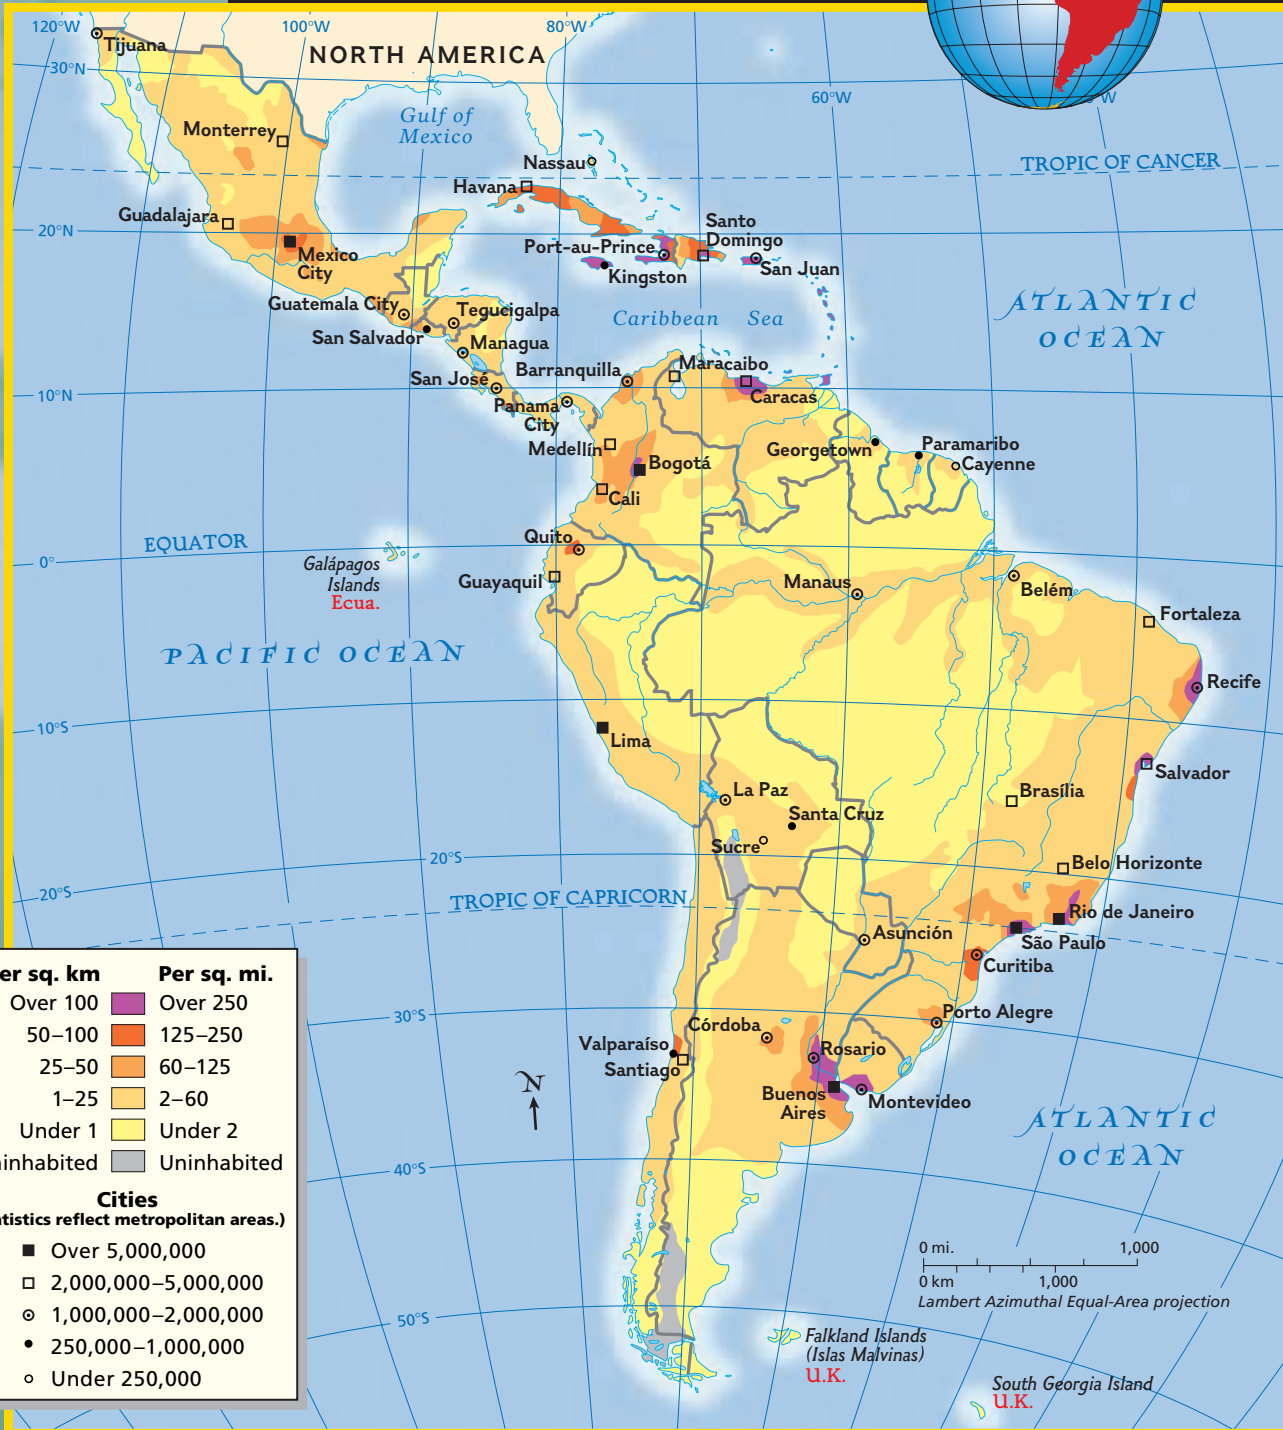 120°W
100°W
80°W
60°W
Tijuana
NORTH AMERICA
30°N
Gulf of
Mexico
Monterrey
Nassau
TROPIC OF CANCER
Havana
Guadalajara
20°N
Santo
Domingo
Port-au-Prince
Mexico
City
San Juan
Kingston
Guatemala City
Tegucigalpa
ATLANTIC
OCEAN
Caribbean Sea
San Salvador
Managua
Maracaibo
Barranquilla
San José
10°N
Caracas
Panama
City
Medellín
Georgetown
Paramaribo
Cayenne
Bogotá
Cali
EQUATOR
Quito
0°
Galápagos
Islands
Ecua.
Guayaquil
Manaus
Belém
Fortaleza
PACIFIC OCEAN
Recife
10°S
Lima
Salvador
La Paz
Brasília
Santa Cruz
Sucre
20°S
Belo Horizonte
20°S
TROPIC OF CAPRICORN
Rio de Janeiro
Asunción
São Paulo
Curitiba
30°S
Córdoba
Porto Alegre
Valparaíso
Santiago
Rosario
N
Buenos
Aires
Montevideo
ATLANTIC
OCEAN
40°S
50°S
er sq. km Per sq. mi.
Over 100 Over 250
50–100 125–250
25–50 60–125
1–25 2–60
Under 1 Under 2
inhabited Uninhabited
Cities
atistics reflect metropolitan areas.)
Over 5,000,000
2,000,000–5,000,000
1,000,000–2,000,000
250,000–1,000,000
Under 250,000
0 mi. 1,000
0 km 1,000
Lambert Azimuthal Equal-Area projection
Falkland Islands
(Islas Malvinas)
U.K.
South Georgia Island
U.K.